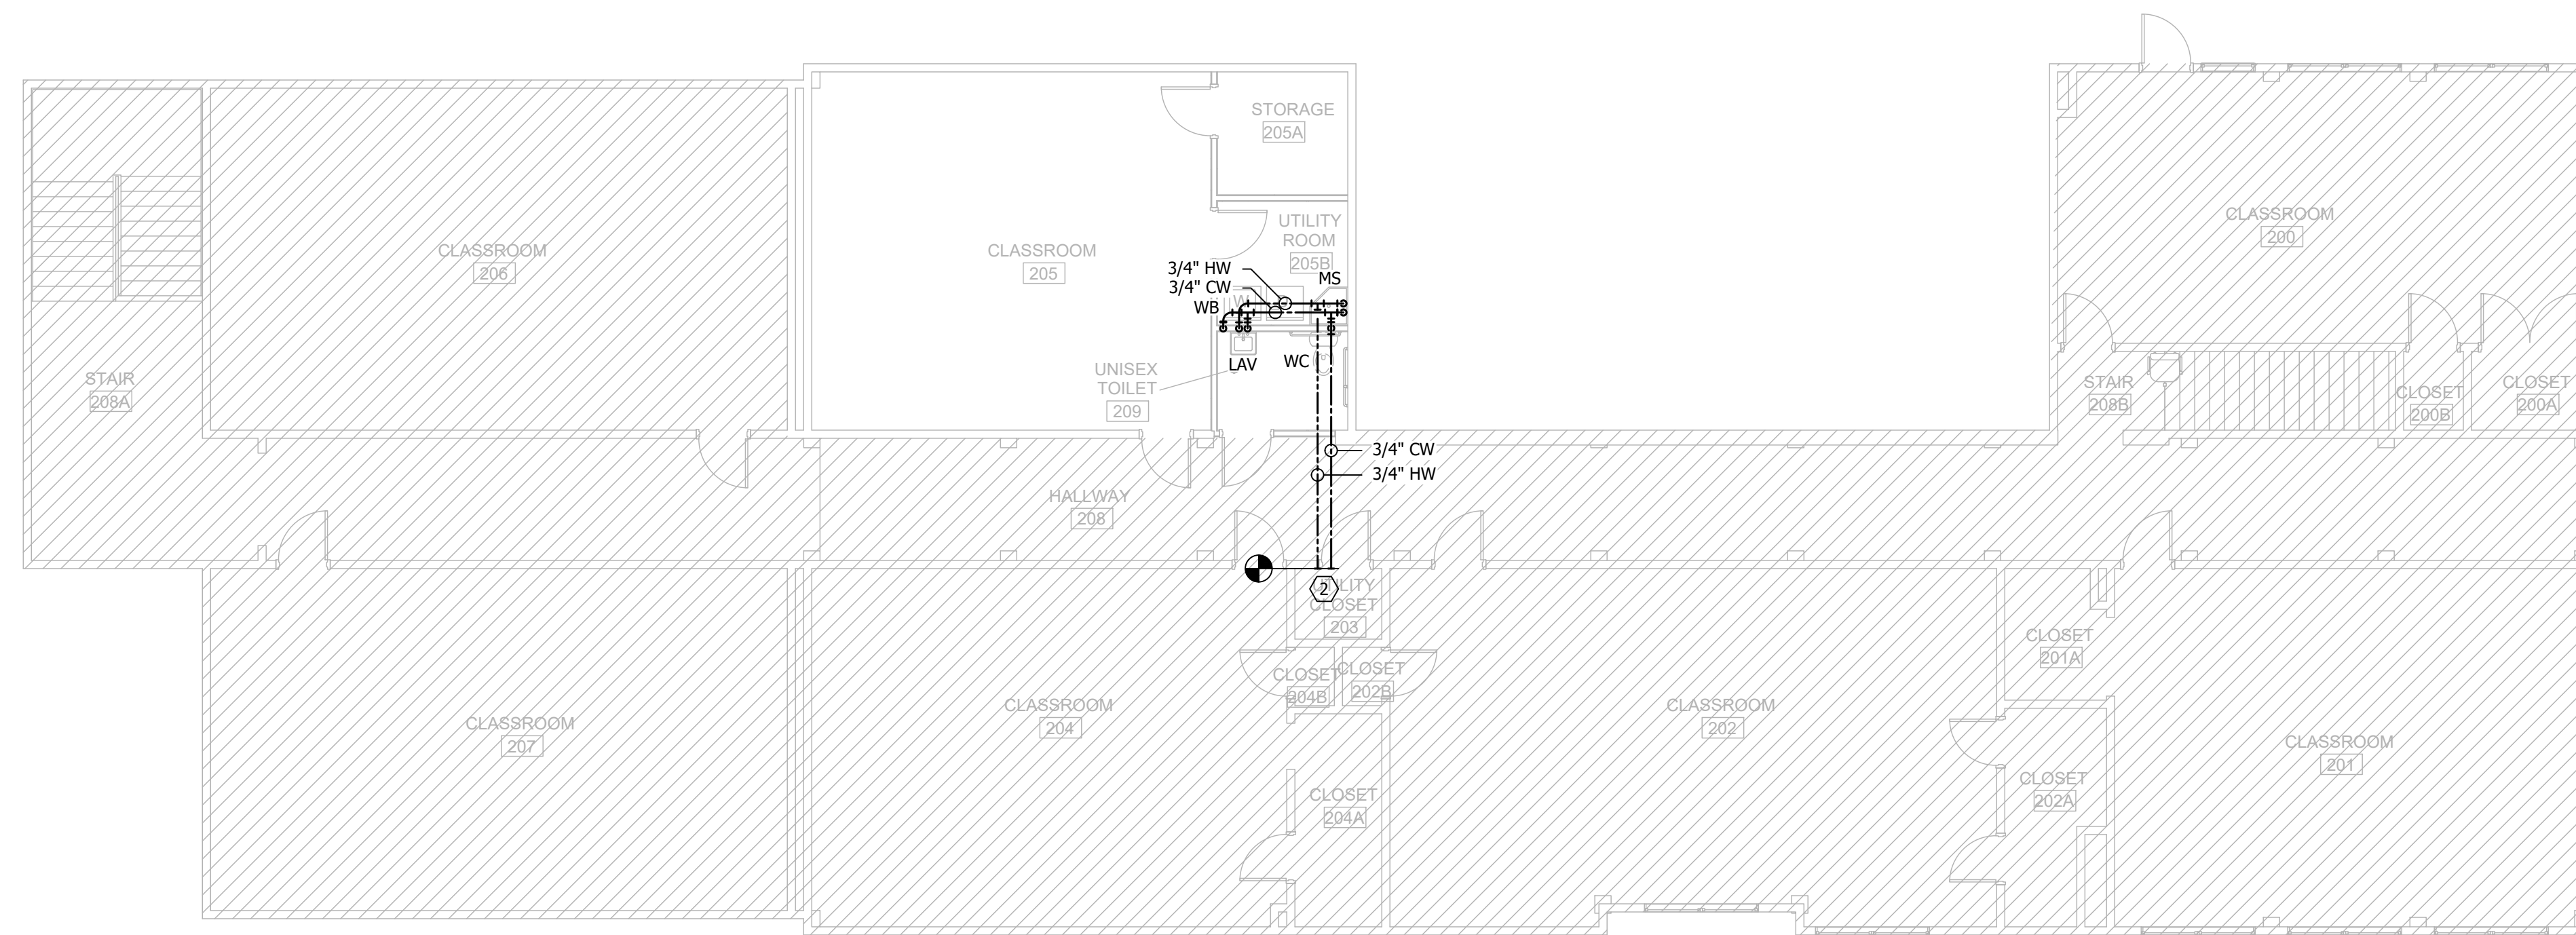 STORAGE
205A
CLASSROOM
206
CLASSROOM
205
UTILITY
ROOM
205B
CLASSROOM
200
3/4" HW
3/4" CW
WB
MS
W
LAV
WC
UNISEX
TOILET
209
STAIR
208A
STAIR
208B
CLOSET
200B
CLOSET
200A
3/4" CW
3/4" HW
HALLWAY
208
2
UTILITY
CLOSET
203
CLOSET
204B
CLOSET
202B
CLOSET
201A
CLASSROOM
207
CLASSROOM
204
CLASSROOM
202
CLASSROOM
201
CLOSET
204A
CLOSET
202A